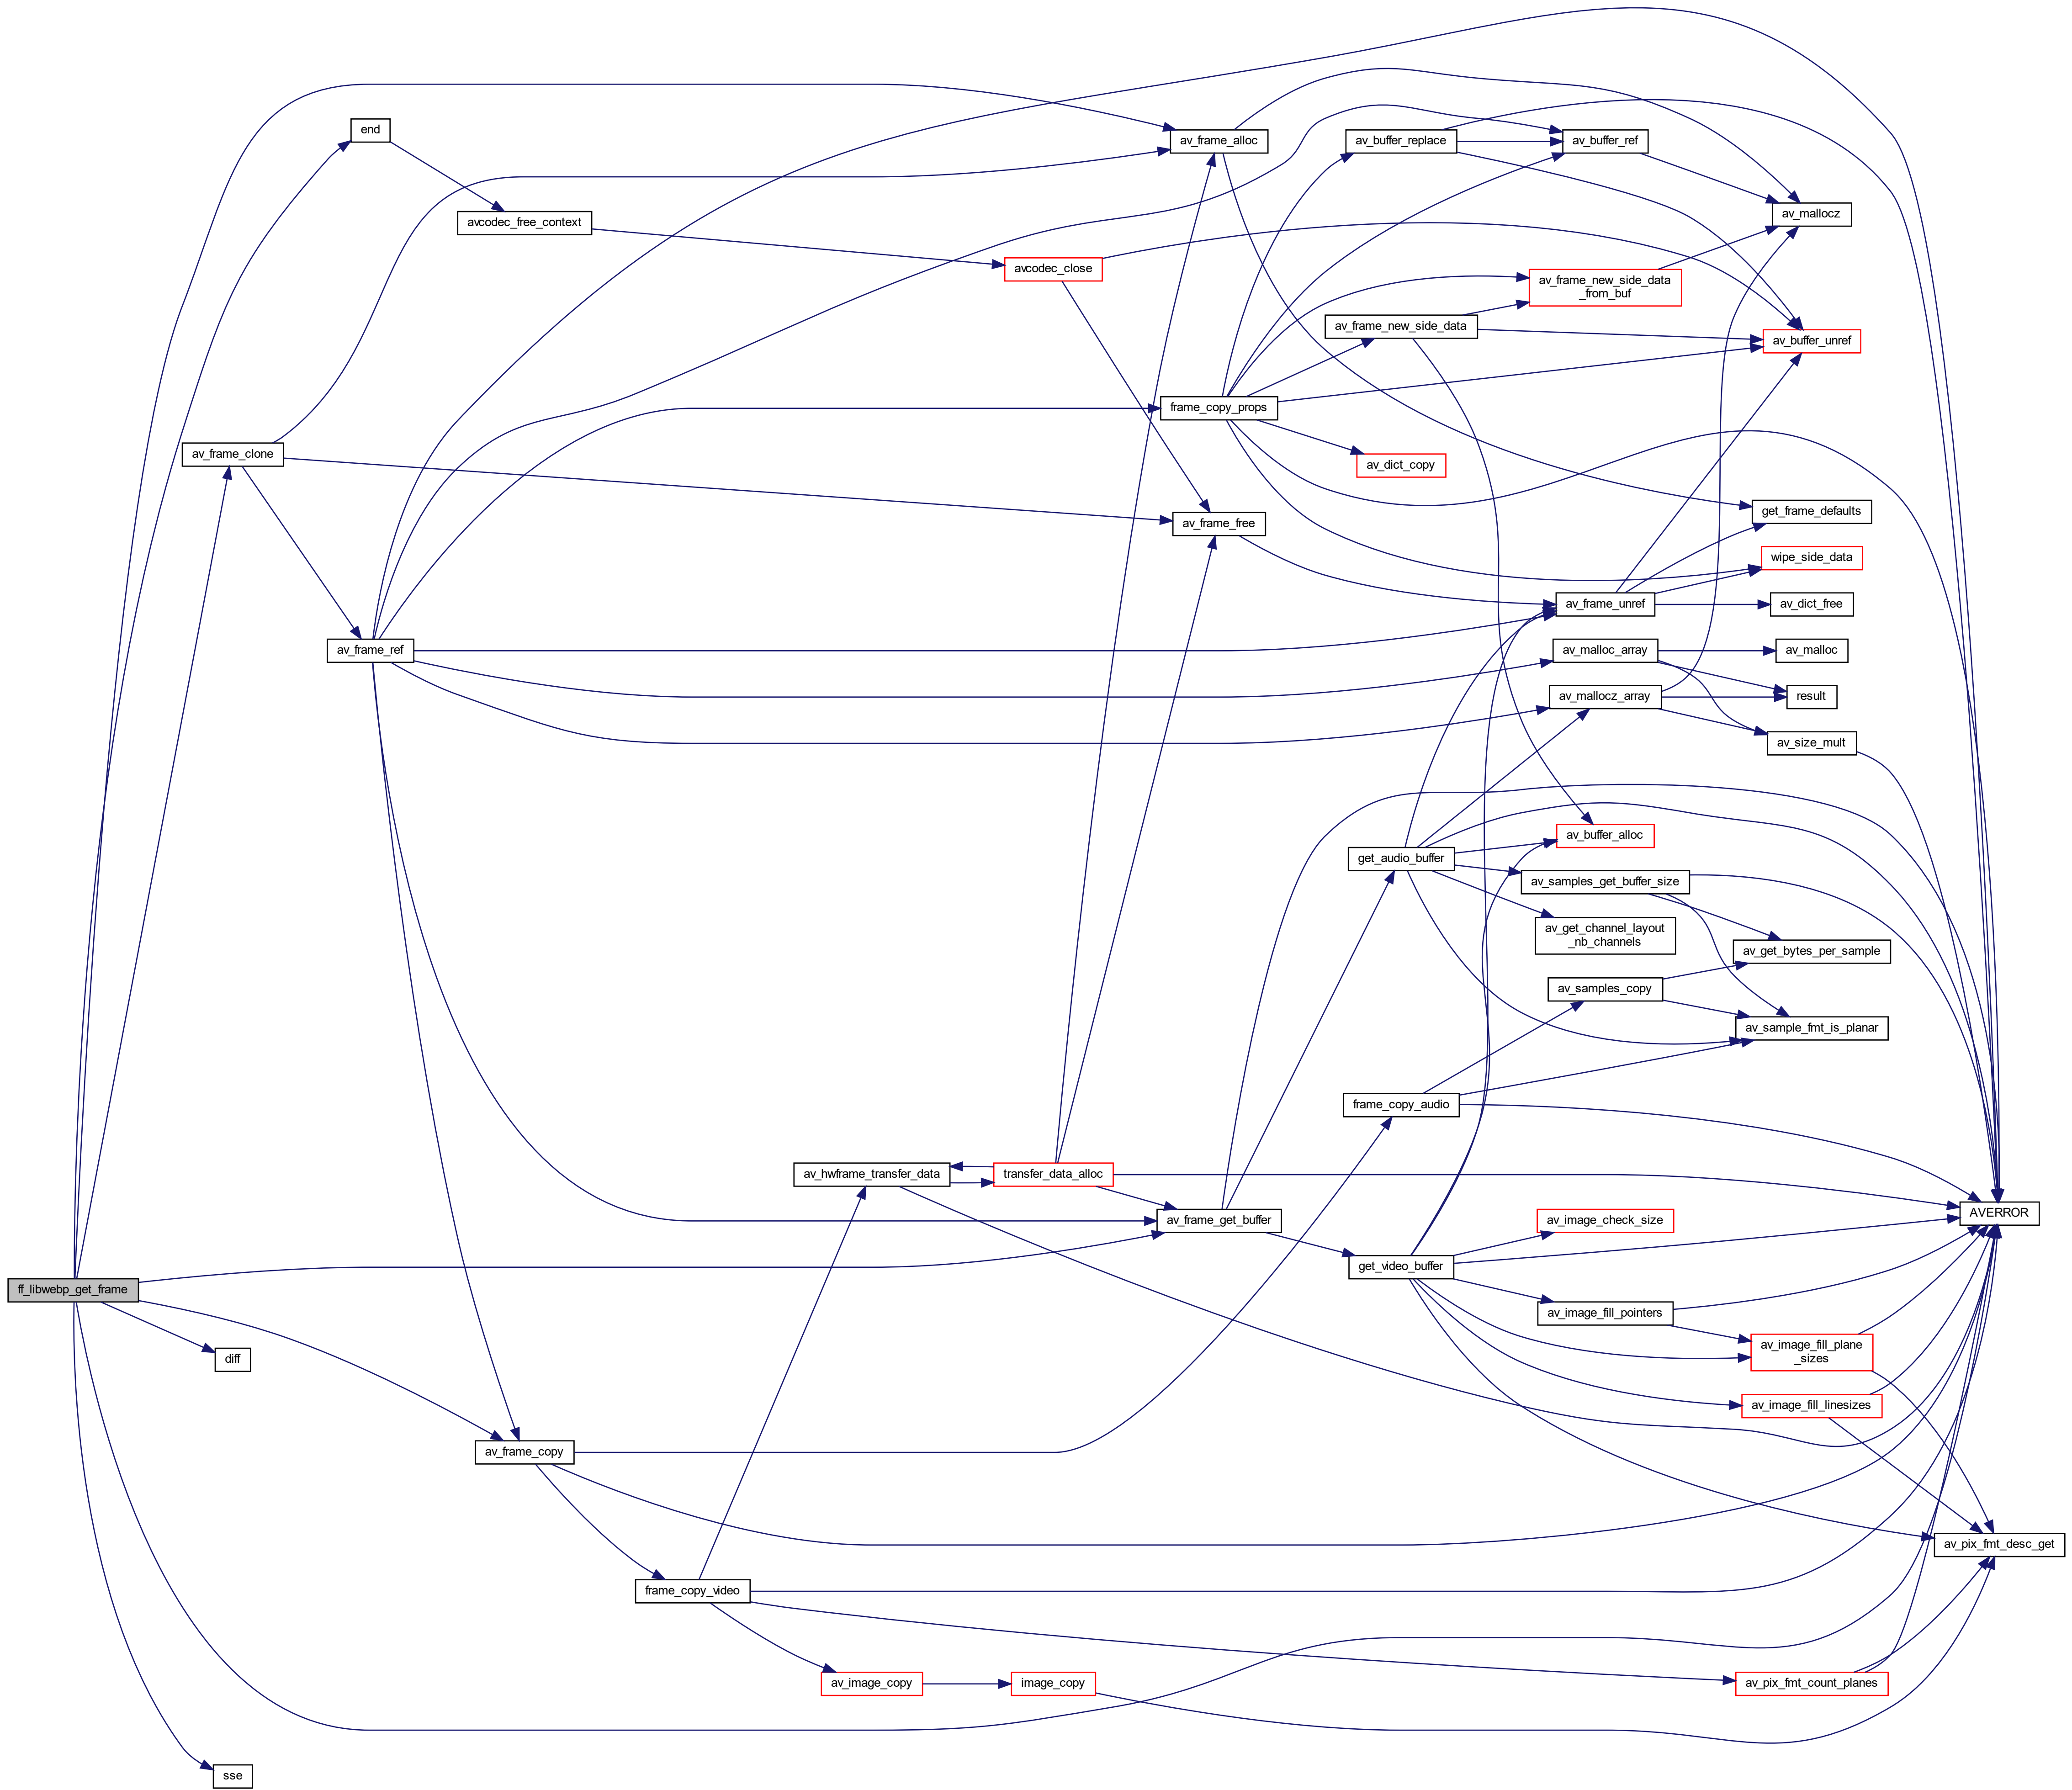 end
av_frame_alloc
av_buffer_replace
av_buffer_ref
avcodec_free_context
av_mallocz
avcodec_close
av_frame_new_side_data
_from_buf
av_frame_new_side_data
av_buffer_unref
frame_copy_props
av_frame_clone
av_dict_copy
get_frame_defaults
av_frame_free
wipe_side_data
av_frame_unref
av_dict_free
av_frame_ref
av_malloc_array
av_malloc
av_mallocz_array
result
av_size_mult
av_buffer_alloc
get_audio_buffer
av_samples_get_buffer_size
av_get_channel_layout
_nb_channels
av_get_bytes_per_sample
av_samples_copy
av_sample_fmt_is_planar
frame_copy_audio
av_hwframe_transfer_data
transfer_data_alloc
av_frame_get_buffer
av_image_check_size
AVERROR
get_video_buffer
ff_libwebp_get_frame
av_image_fill_pointers
av_image_fill_plane
_sizes
diff
av_image_fill_linesizes
av_frame_copy
av_pix_fmt_desc_get
frame_copy_video
av_image_copy
image_copy
av_pix_fmt_count_planes
sse